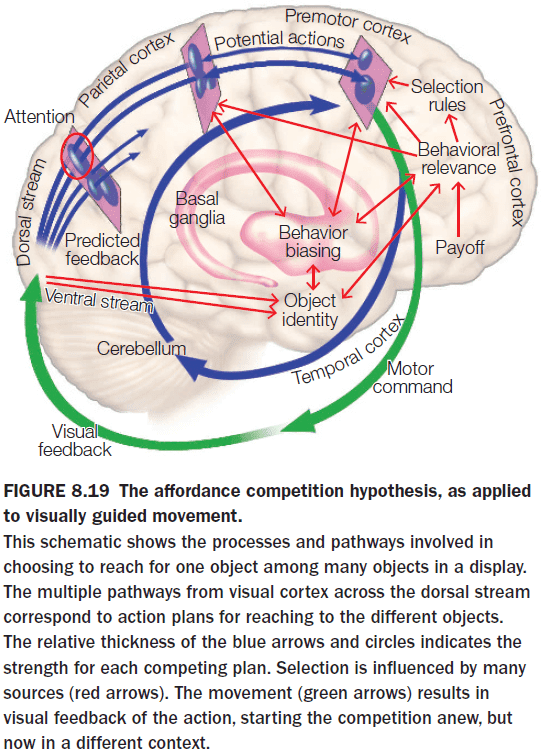 Premotor cortex
Potential actions
Parietal cortex
Selection
rules
Attention
Prefrontal cortex
Behavioral
relevance
Dorsal stream
Basal
ganglia
Behavior
biasing
Predicted
feedback
Payoff
Ventral stream
Object
identity
Cerebellum
Temporal cortex
Motor
command
Visual
feedback
FIGURE 8.19 The affordance competition hypothesis, as applied
to visually guided movement.
This schematic shows the processes and pathways involved in
choosing to reach for one object among many objects in a display.
The multiple pathways from visual cortex across the dorsal stream
correspond to action plans for reaching to the different objects.
The relative thickness of the blue arrows and circles indicates the
strength for each competing plan. Selection is influenced by many
sources (red arrows). The movement (green arrows) results in
visual feedback of the action, starting the competition anew, but
now in a different context.